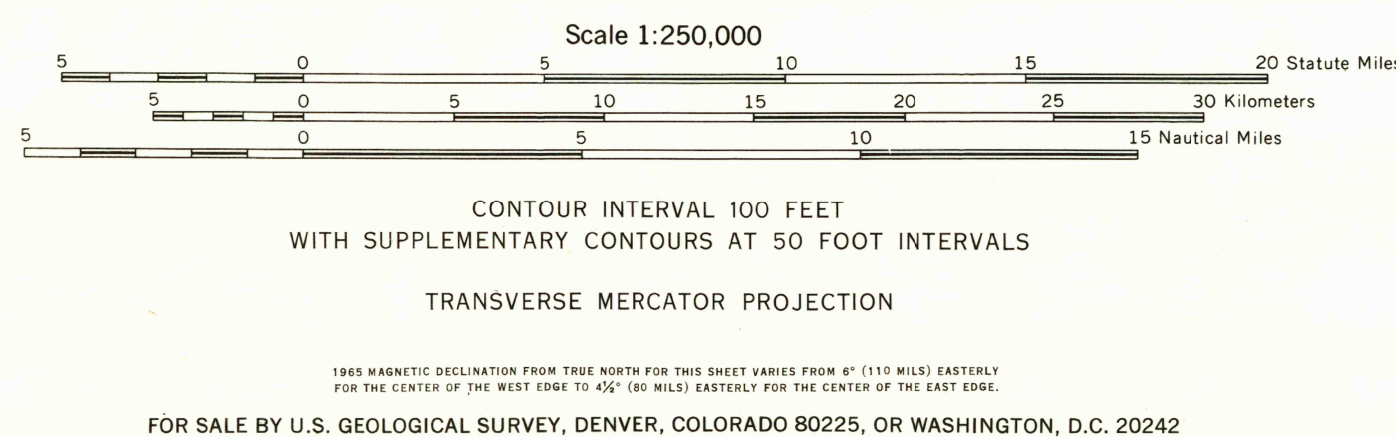 Scale 1:250,000
5 0 5 10 15 20 Statute Miles
5 0 5 10 15 20 25 30 Kilometers
5 0 5 10 15 Nautical Miles
CONTOUR INTERVAL 100 FEET
WITH SUPPLEMENTARY CONTOURS AT 50 FOOT INTERVALS
TRANSVERSE MERCATOR PROJECTION
1965 MAGNETIC DECLINATION FROM TRUE NORTH FOR THIS SHEET VARIES FROM 6° (110 MILS) EASTERLY
FOR THE CENTER OF THE WEST EDGE TO 4½° (80 MILS) EASTERLY FOR THE CENTER OF THE EAST EDGE.
FOR SALE BY U.S. GEOLOGICAL SURVEY, DENVER, COLORADO 80225, OR WASHINGTON, D.C. 20242